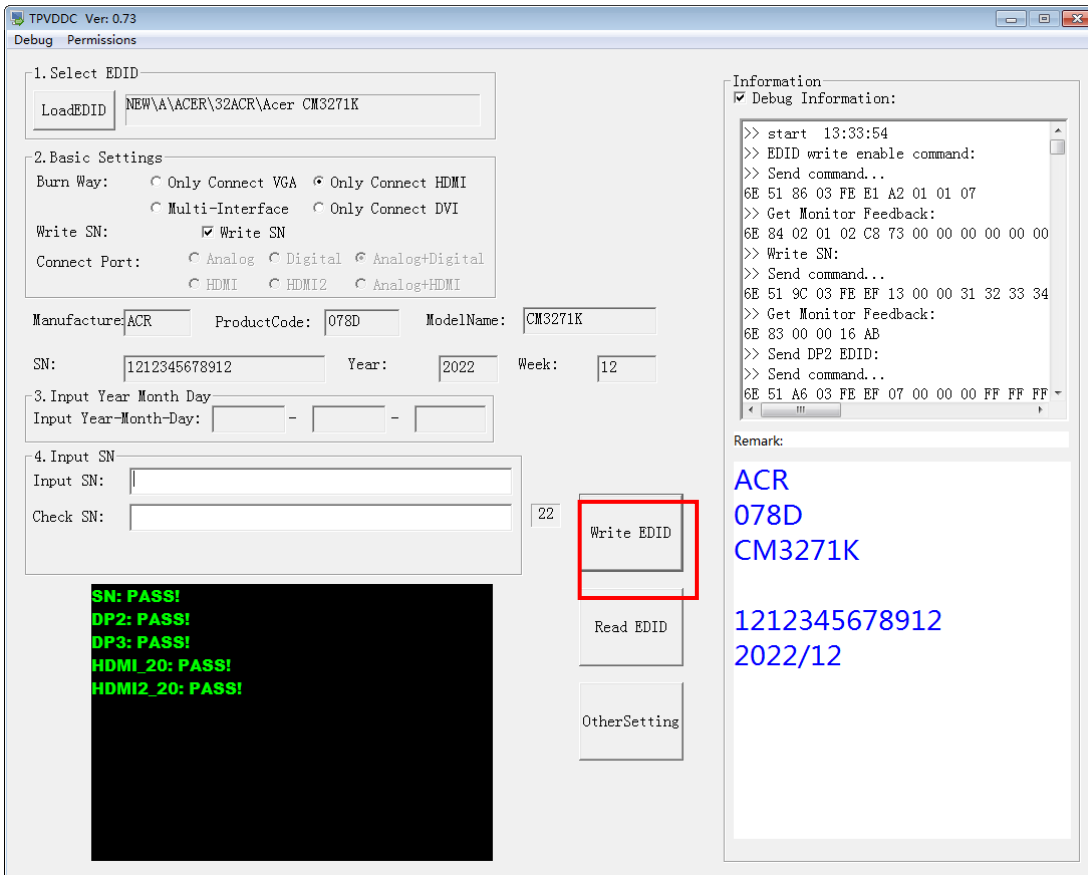 TPVDDC Ver: 0.73
Debug Permissions
1. Select EDID
LoadEDID NEW\A\ACER\32ACR\Acer CM3271K
2. Basic Settings
Burn Way: Only Connect VGA Only Connect HDMI
Multi-Interface Only Connect DVI
Write SN: Write SN
Connect Port: Analog Digital Analog+Digital
HDMI HDMI2 Analog+HDMI
Manufacture: ACR ProductCode: 078D ModelName: CM3271K
SN: 1212345678912 Year: 2022 Week: 12
3. Input Year Month Day
Input Year-Month-Day: - -
4. Input SN
Input SN:
Check SN:
22
Write EDID
Read EDID
OtherSetting
SN: PASS!
DP2: PASS!
DP3: PASS!
HDMI_20: PASS!
HDMI2_20: PASS!
Information
Debug Information:
>> start 13:33:54
>> EDID write enable command:
>> Send command...
6E 51 86 03 FE E1 A2 01 01 07
>> Get Monitor Feedback:
6E 84 02 01 02 C8 73 00 00 00 00 00 00
>> Write SN:
>> Send command...
6E 51 9C 03 FE EF 13 00 00 31 32 33 34
>> Get Monitor Feedback:
6E 83 00 00 16 AB
>> Send DP2 EDID:
>> Send command...
6E 51 A6 03 FE EF 07 00 00 00 FF FF FF
Remark:
ACR
078D
CM3271K
1212345678912
2022/12